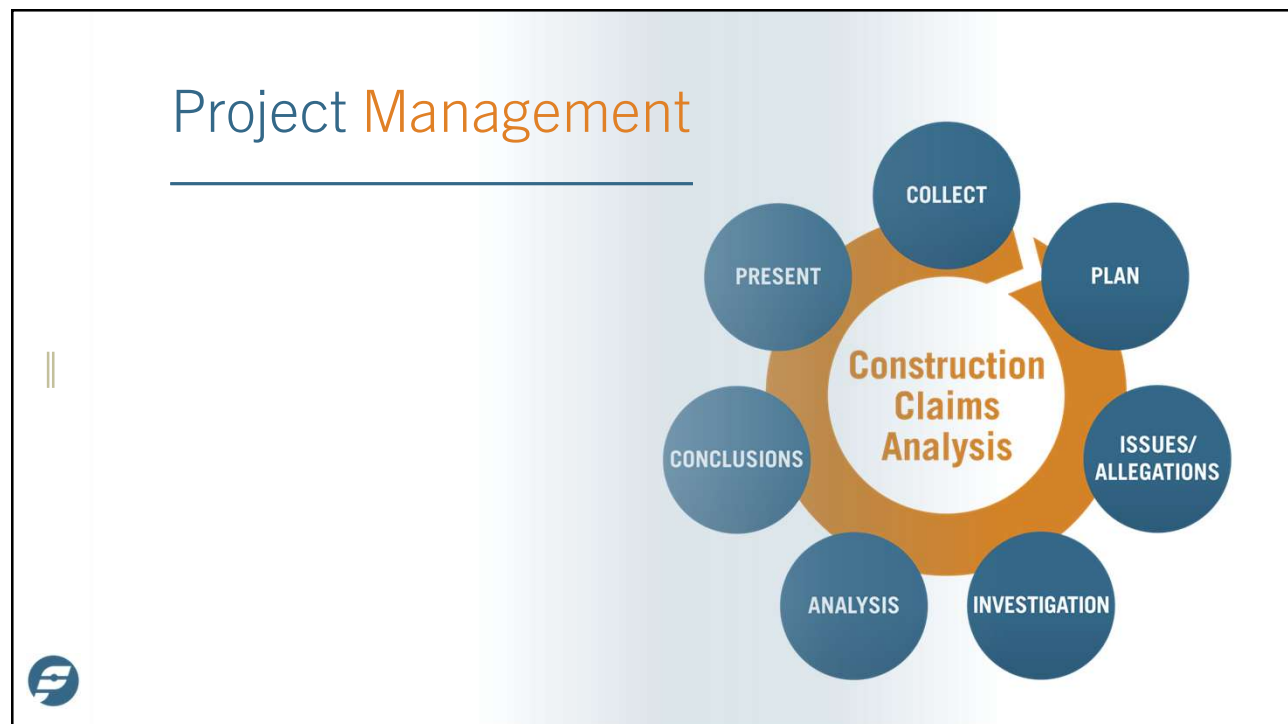 Project Management
COLLECT
PLAN
ISSUES/
ALLEGATIONS
INVESTIGATION
ANALYSIS
CONCLUSIONS
PRESENT
Construction
Claims
Analysis